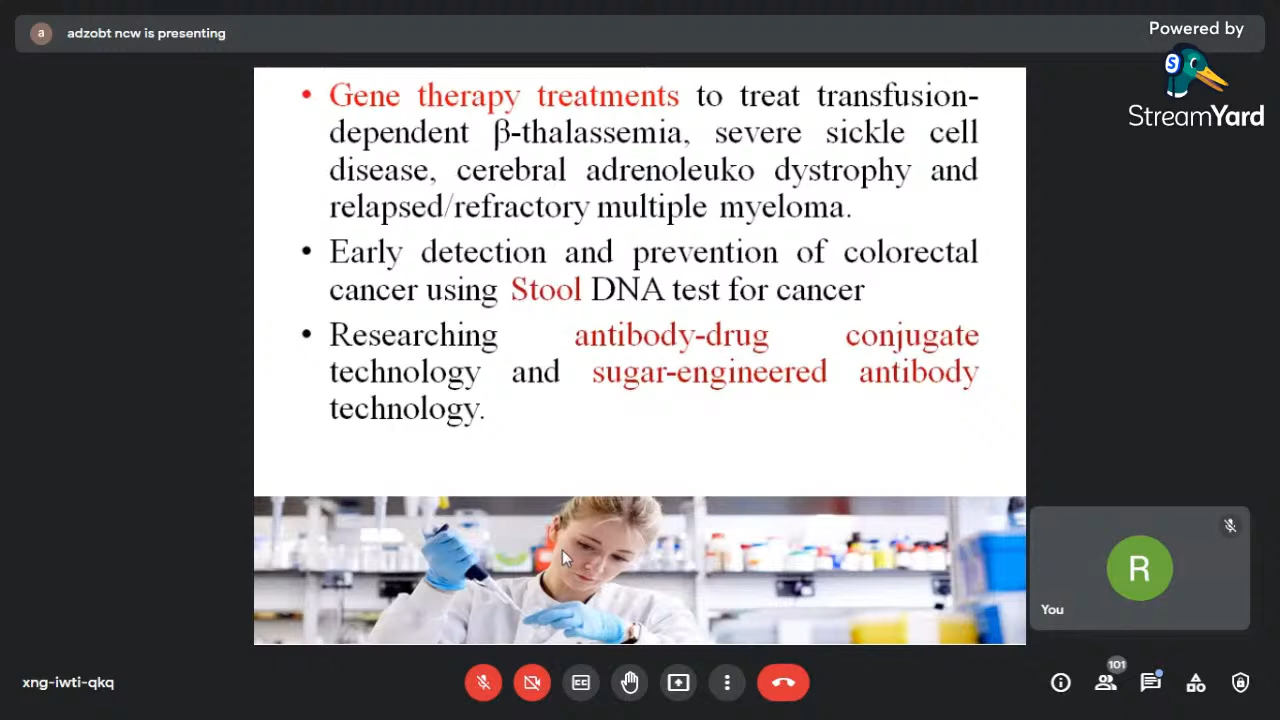 a
adzobt ncw is presenting
Powered by
S
StreamYard
• Gene therapy treatments to treat transfusion-
dependent β-thalassemia, severe sickle cell
disease, cerebral adrenoleuko dystrophy and
relapsed/refractory multiple myeloma.
• Early detection and prevention of colorectal
cancer using Stool DNA test for cancer
• Researching antibody-drug conjugate
technology and sugar-engineered antibody
technology.
R
You
xng-iwti-qkq
CC
101